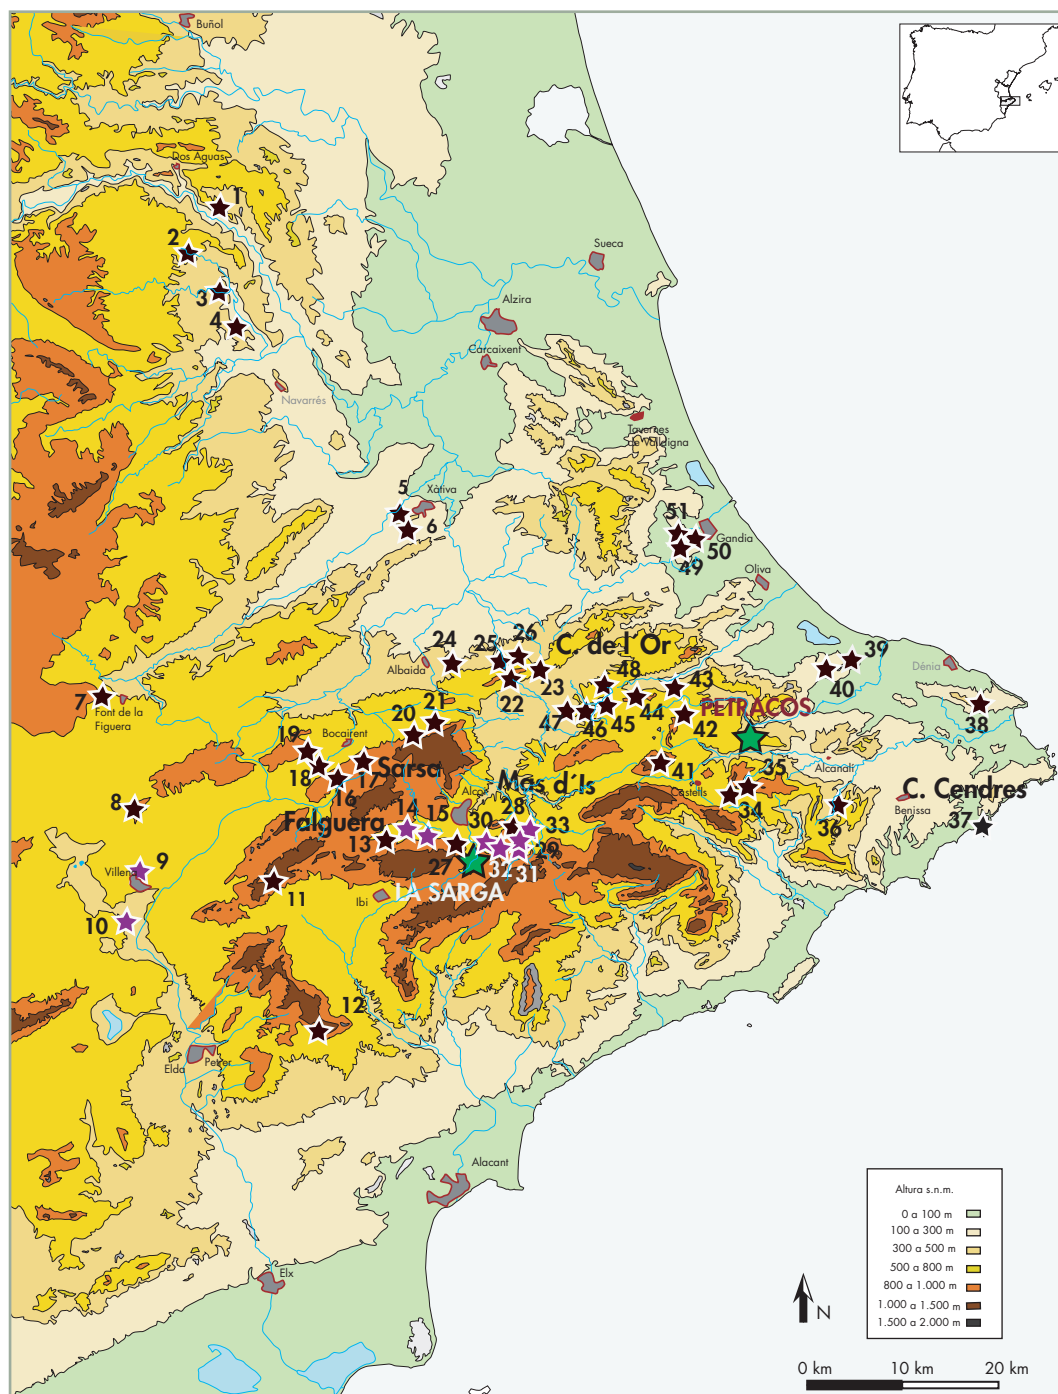 Buñol
Dos Aguas
1
2
3
4
Sueca
Alzira
Carcaixent
Navarrés
Tavernes
de Valldigna
5
Xàtiva
6
51
Gandia
50
49
Oliva
24
25
26
C. de l´Or
Albaida
23
22
48
43
39
40
Dénia
38
7
Font de la
Figuera
21
20
47
46
45
44
42
PETRACOS
19
Bocairent
18
17
16
Sarsa
41
Castells
35
34
Alcanalí
36
Benissa
C. Cendres
37
8
Mas d´Is
Alcoi
14
15
30
28
33
Falguera
13
27
32
31
29
LA SARGA
9
Villena
10
11
Ibi
12
Elda
Petrer
Alacant
Elx
Altura s.n.m.
0 a 100 m
100 a 300 m
300 a 500 m
500 a 800 m
800 a 1.000 m
1.000 a 1.500 m
1.500 a 2.000 m
N
0 km 10 km 20 km